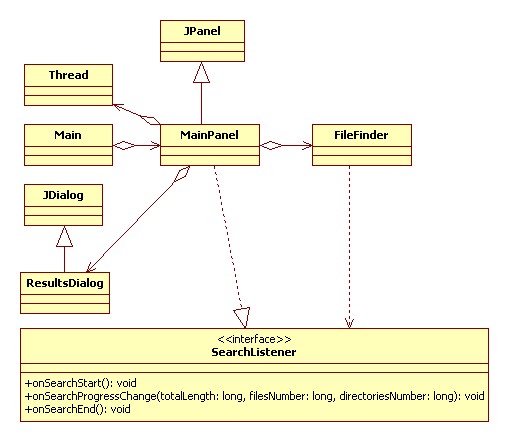 JPanel
Thread
Main
MainPanel
FileFinder
JDialog
ResultsDialog
<<interface>>
SearchListener
+onSearchStart(): void
+onSearchProgressChange(totalLength: long, filesNumber: long, directoriesNumber: long): void
+onSearchEnd(): void